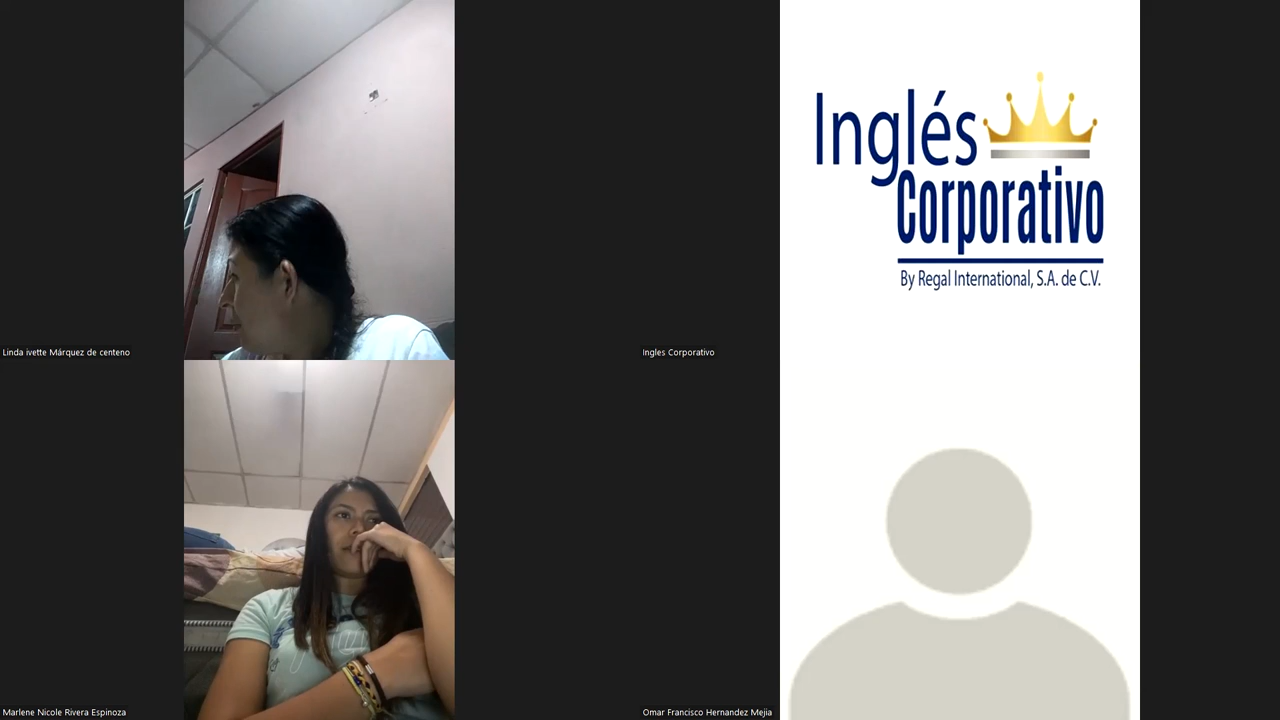 Inglés
Corporativo
By Regal International, S.A. de C.V.
Linda ivette Márquez de centeno
Ingles Corporativo
Marlene Nicole Rivera Espinoza
Omar Francisco Hernandez Mejia